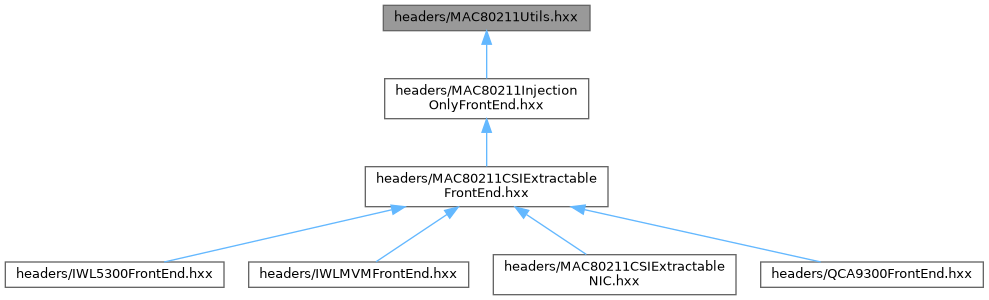 headers/MAC80211Utils.hxx
headers/MAC80211Injection
OnlyFrontEnd.hxx
headers/MAC80211CSIExtractable
FrontEnd.hxx
headers/IWL5300FrontEnd.hxx
headers/IWLMVMFrontEnd.hxx
headers/MAC80211CSIExtractable
NIC.hxx
headers/QCA9300FrontEnd.hxx